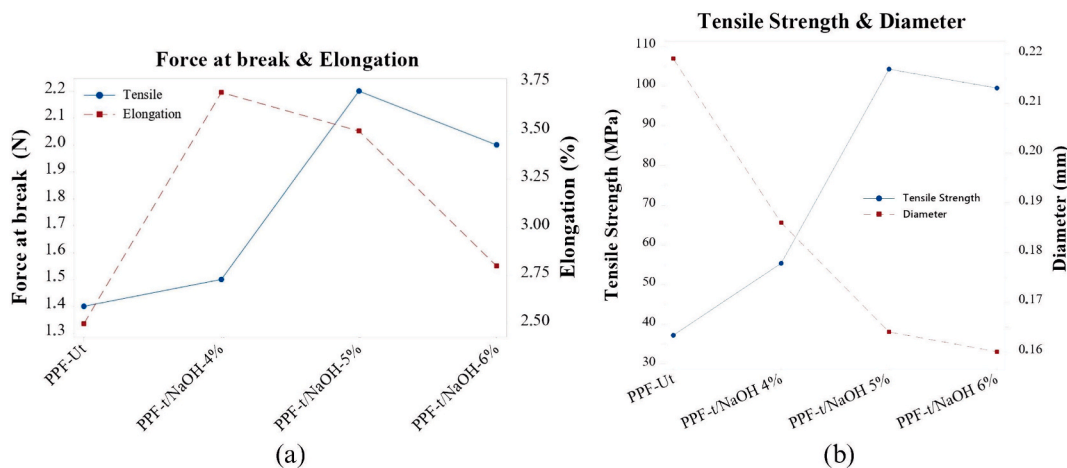 Force at break & Elongation
Tensile
Elongation
Force at break (N)
2.2
2.1
2.0
1.9
1.8
1.7
1.6
1.5
1.4
1.3
Elongation (%)
3.75
3.50
3.25
3.00
2.75
2.50
PPF-Ut
PPF-t/NaOH-4%
PPF-t/NaOH-5%
PPF-t/NaOH-6%
(a)
Tensile Strength & Diameter
Tensile Strength (MPa)
110
100
90
80
70
60
50
40
30
Tensile Strength
Diameter
Diameter (mm)
0.22
0.21
0.20
0.19
0.18
0.17
0.16
PPF-Ut
PPF-t/NaOH 4%
PPF-t/NaOH 5%
PPF-t/NaOH 6%
(b)